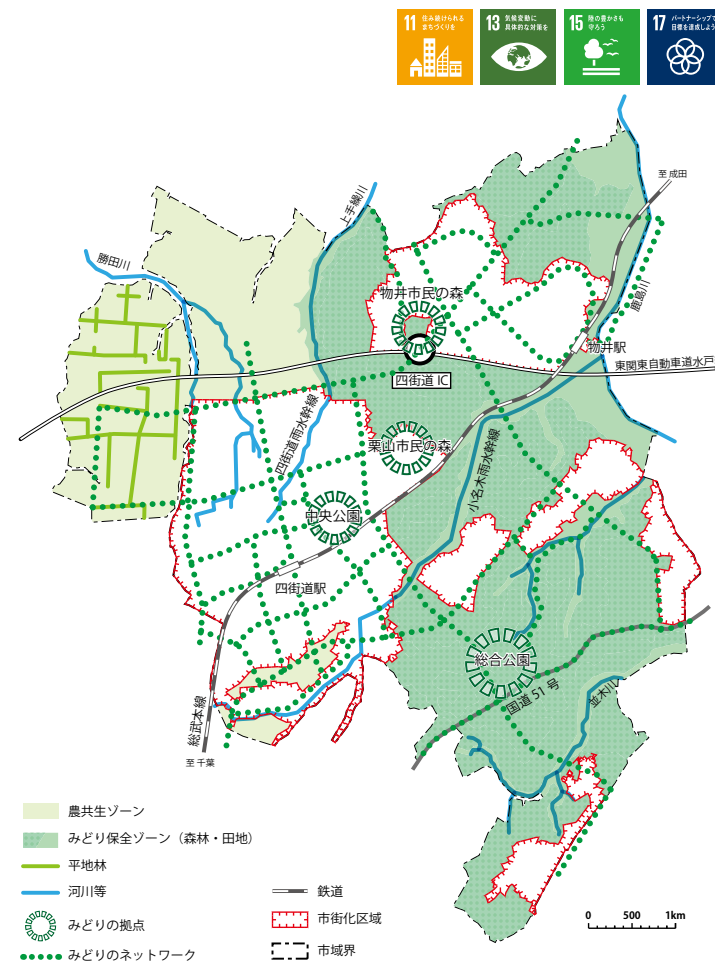 11 住み続けられる
まちづくりを
13 気候変動に
具体的な対策を
15 陸の豊かさも
守ろう
17 パートナーシップで
目標を達成しよう
至 成田
上手繰川
勝田川
鹿島川
物井市民の森
物井駅
東関東自動車道水戸
四街道 IC
四街道雨水幹線
栗山市民の森
小名木雨水幹線
中央公園
四街道駅
総合公園
国道 51 号
並木川
総武本線
至 千葉
農共生ゾーン
みどり保全ゾーン（森林・田地）
平地林
河川等
みどりの拠点
みどりのネットワーク
鉄道
市街化区域
市域界
0 500 1km